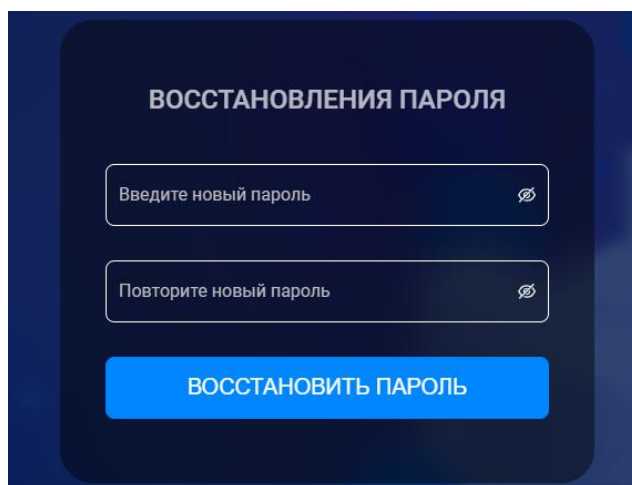 ВОССТАНОВЛЕНИЯ ПАРОЛЯ
Введите новый пароль
Повторите новый пароль
ВОССТАНОВИТЬ ПАРОЛЬ